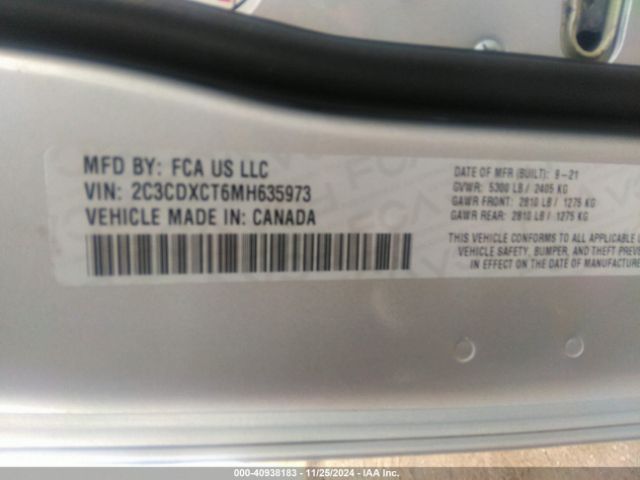 MFD BY: FCA US LLC
VIN: 2C3CDXCT6MH635973
VEHICLE MADE IN: CANADA
DATE OF MFR (BUILT): 9-21
GVWR: 5300 LB / 2405 KG
GAWR FRONT: 2810 LB / 1275 KG
GAWR REAR: 2810 LB / 1275 KG
THIS VEHICLE CONFORMS TO ALL APPLICABLE
VEHICLE SAFETY, BUMPER, AND THEFT PREVE
IN EFFECT ON THE DATE OF MANUFACTUR
000-40938183 - 11/25/2024 - IAA Inc.